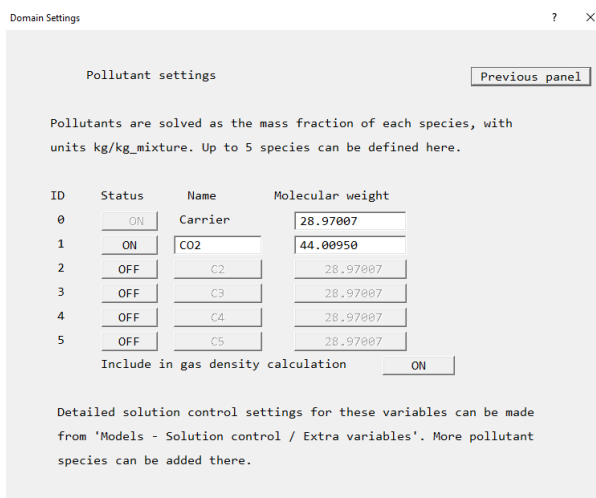 Domain Settings ? ×
Pollutant settings Previous panel
Pollutants are solved as the mass fraction of each species, with
units kg/kg_mixture. Up to 5 species can be defined here.
ID Status Name Molecular weight
0 ON Carrier 28.97007
1 ON CO2 44.00950
2 OFF C2 28.97007
3 OFF C3 28.97007
4 OFF C4 28.97007
5 OFF C5 28.97007
Include in gas density calculation ON
Detailed solution control settings for these variables can be made
from 'Models - Solution control / Extra variables'. More pollutant
species can be added there.